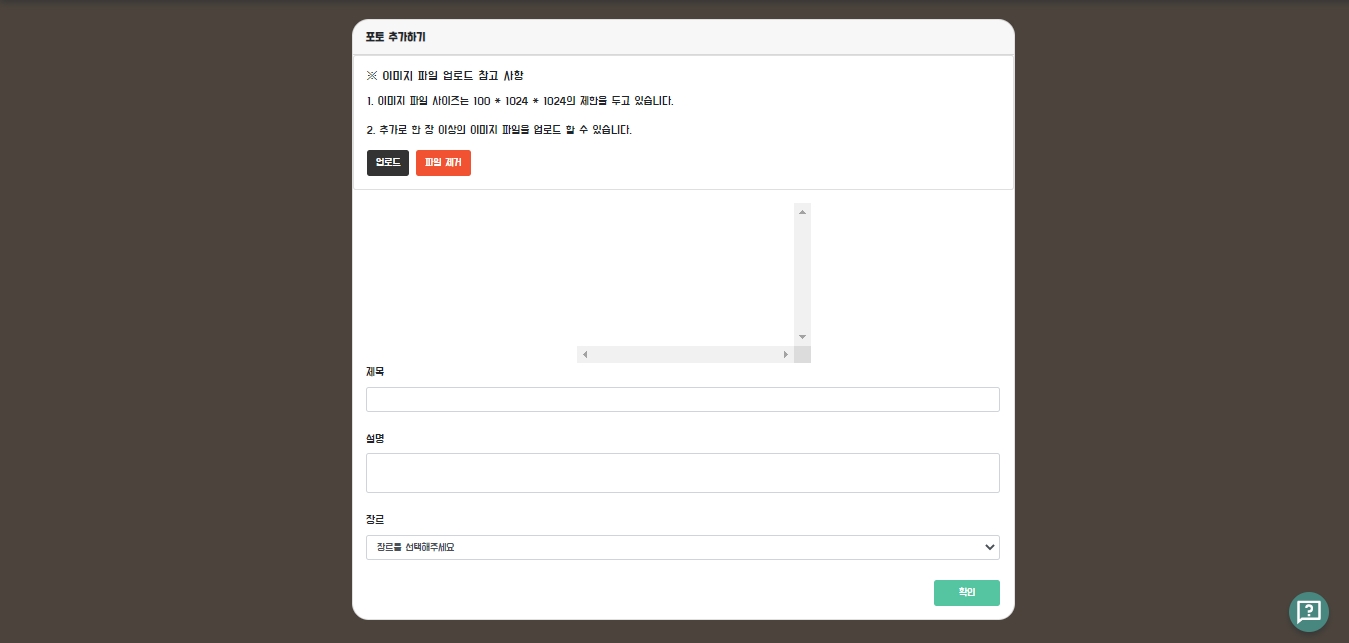 포토 추가하기
※ 이미지 파일 업로드 참고 사항
1. 이미지 파일 사이즈는 100 * 1024 * 1024의 제한을 두고 있습니다.
2. 추가로 한 장 이상의 이미지 파일을 업로드 할 수 있습니다.
업로드 파일 제거
제목
설명
장르
장르를 선택해주세요
확인